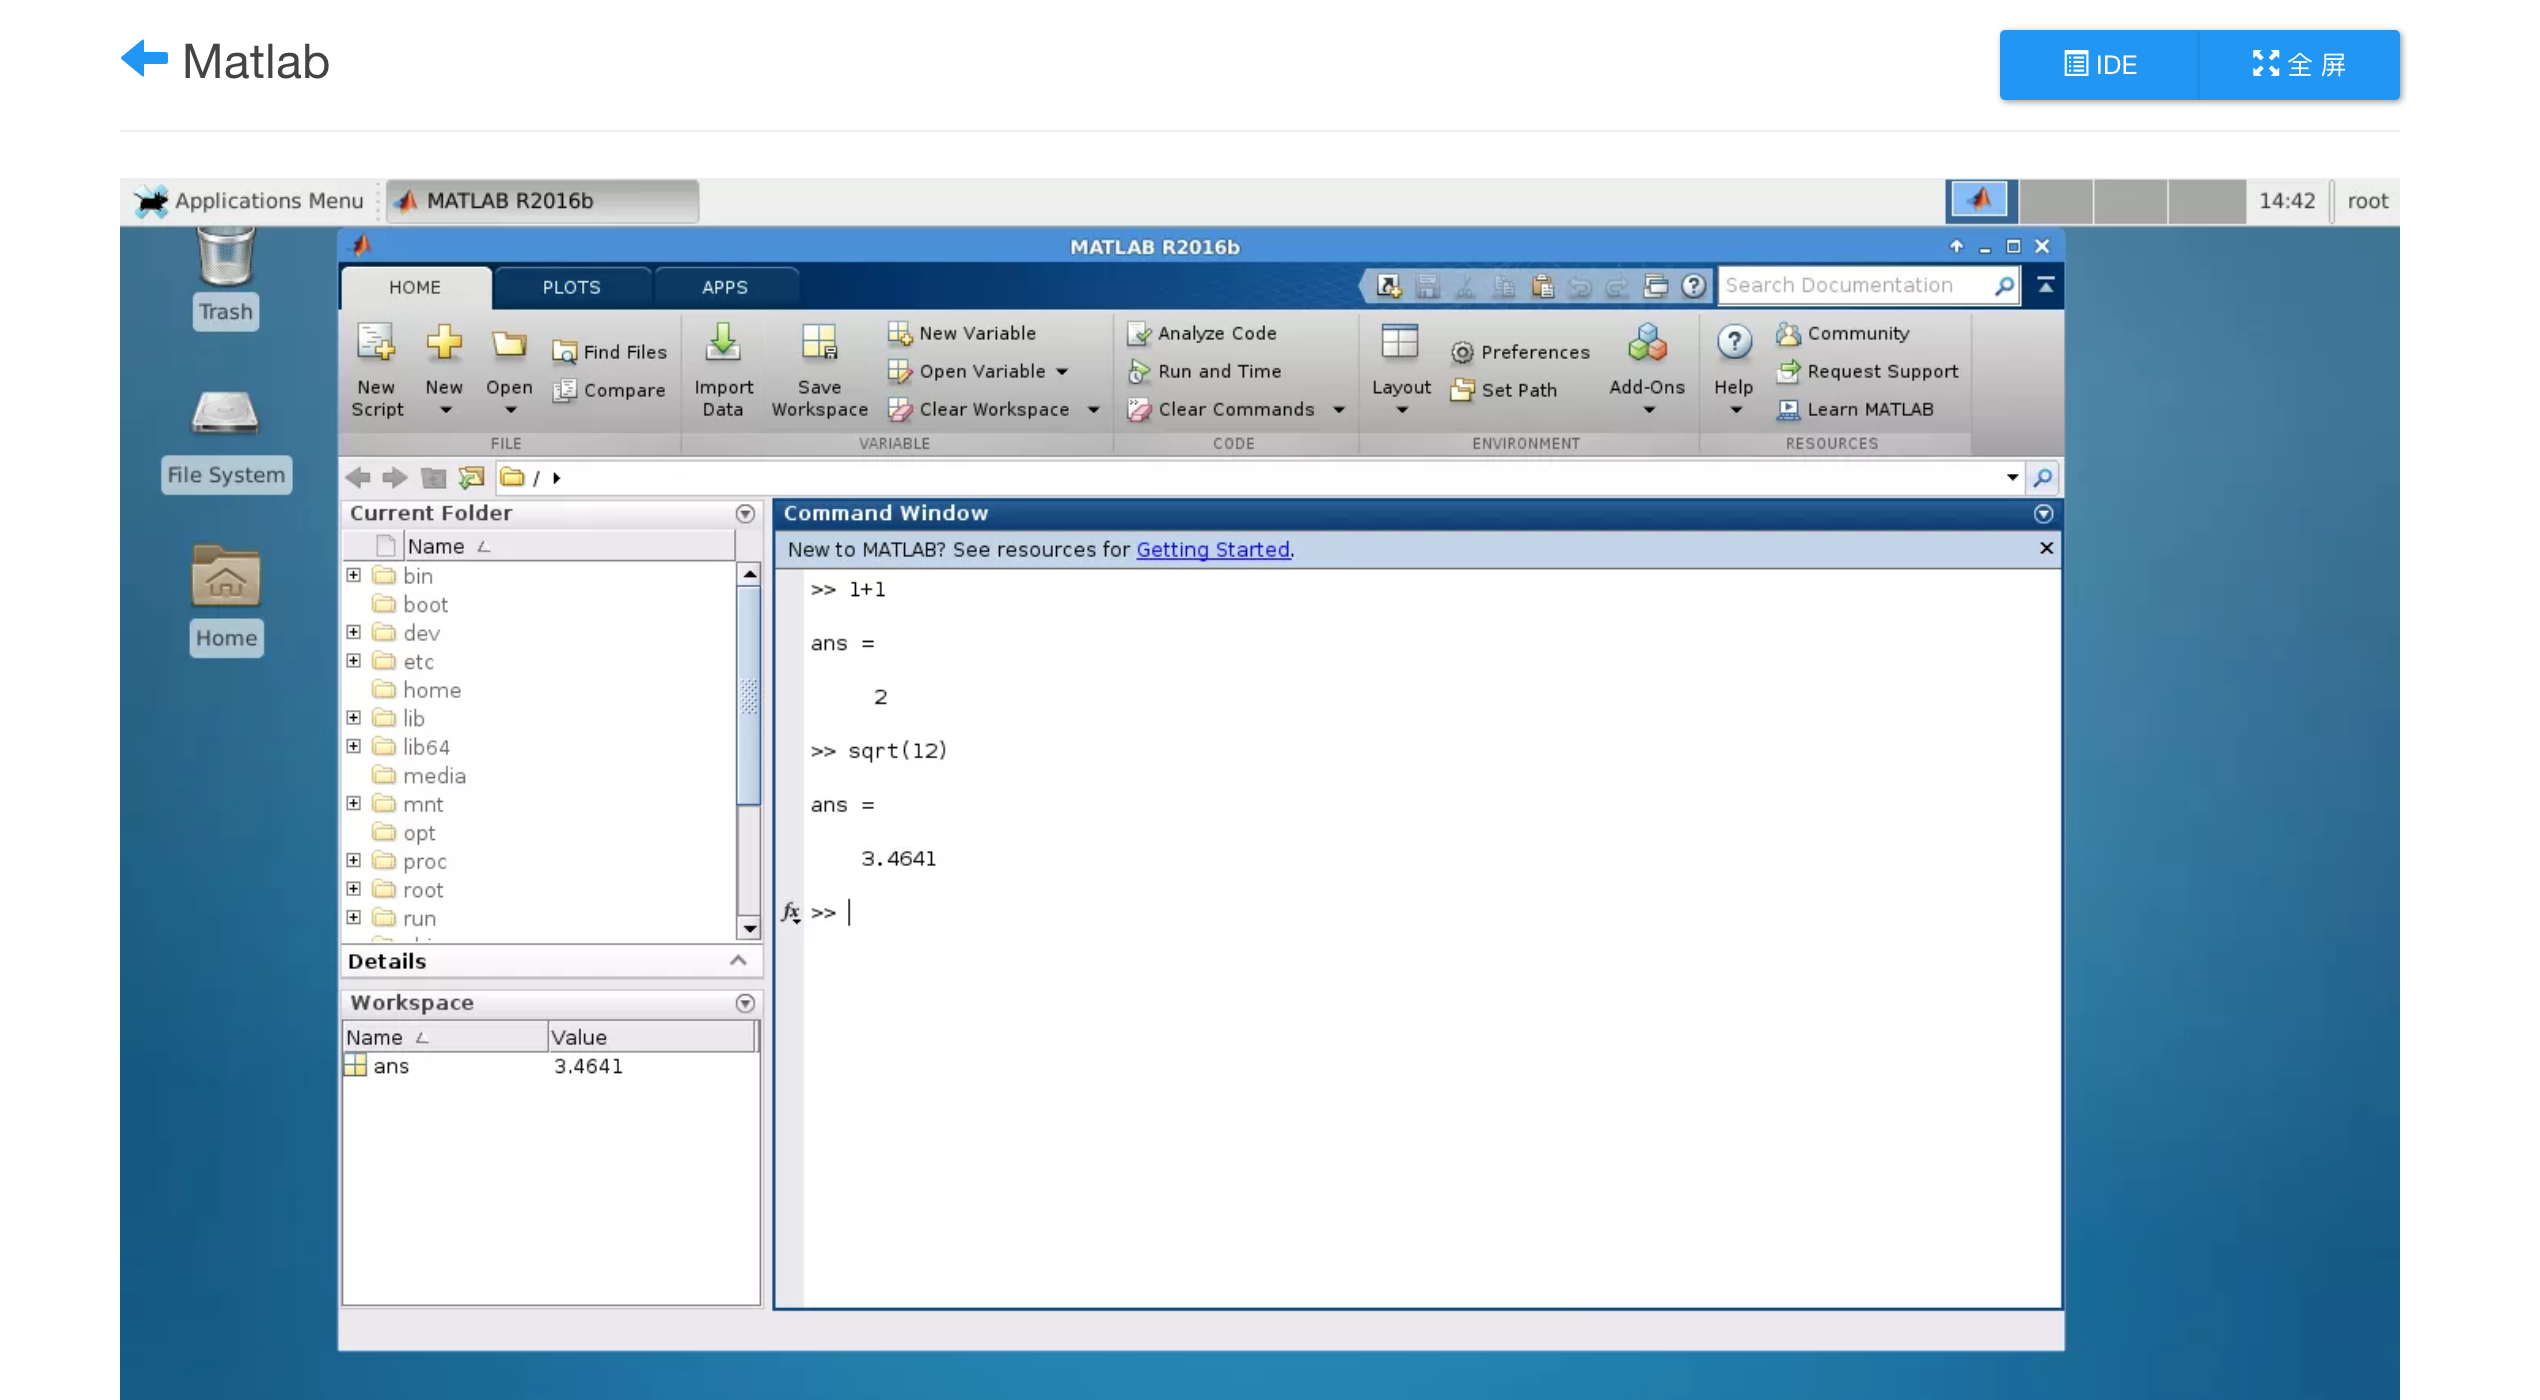 Matlab
IDE
全 屏
Applications Menu
MATLAB R2016b
14:42
root
MATLAB R2016b
HOME
PLOTS
APPS
Search Documentation
Trash
File System
Home
New Script
New
Open
Find Files
Compare
FILE
Import Data
Save Workspace
New Variable
Open Variable
Clear Workspace
VARIABLE
Analyze Code
Run and Time
Clear Commands
CODE
Layout
Preferences
Set Path
Add-Ons
ENVIRONMENT
Help
Community
Request Support
Learn MATLAB
RESOURCES
/
Current Folder
Name
bin
boot
dev
etc
home
lib
lib64
media
mnt
opt
proc
root
run
Details
Workspace
Name Value
ans 3.4641
Command Window
New to MATLAB? See resources for Getting Started.
>> 1+1
ans =
2
>> sqrt(12)
ans =
3.4641
fx >>